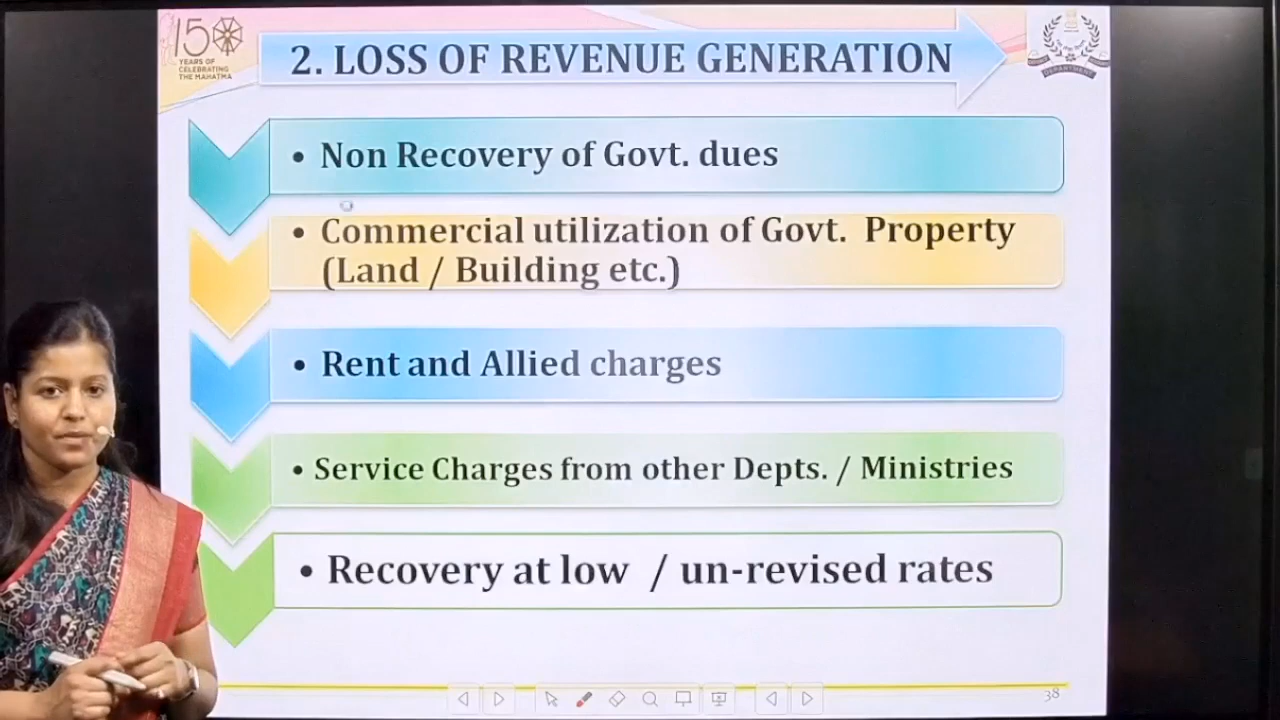 150
YEARS OF
CELEBRATING
THE MAHATMA
2. LOSS OF REVENUE GENERATION
• Non Recovery of Govt. dues
• Commercial utilization of Govt. Property
(Land / Building etc.)
• Rent and Allied charges
• Service Charges from other Depts. / Ministries
• Recovery at low / un-revised rates
38